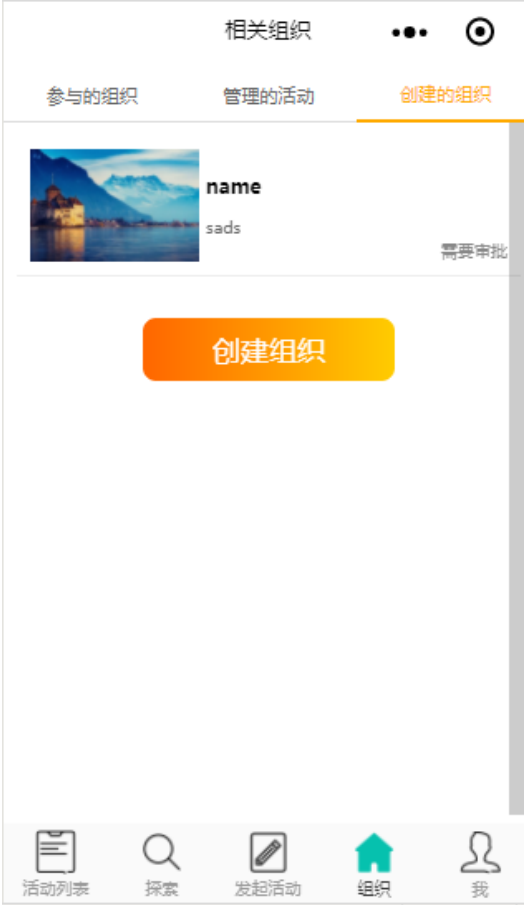 相关组织
参与的组织 管理的活动 创建的组织
name
sads
需要审批
创建组织
活动列表 探索 发起活动 组织 我